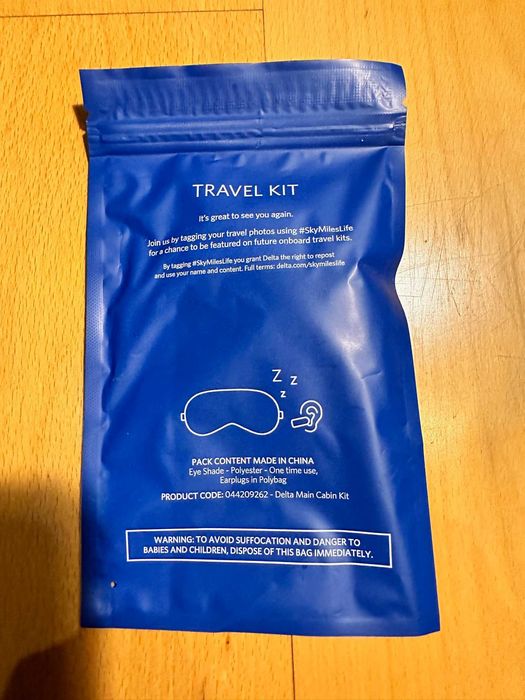 TRAVEL KIT
It's great to see you again.
Join us by tagging your travel photos using #SkyMilesLife
for a chance to be featured on future onboard travel kits.
By tagging #SkyMilesLife you grant Delta the right to repost
and use your name and content. Full terms: delta.com/skymileslife
Z z
z
PACK CONTENT MADE IN CHINA
Eye Shade - Polyester - One time use,
Earplugs in Polybag
PRODUCT CODE: 044209262 - Delta Main Cabin Kit
WARNING: TO AVOID SUFFOCATION AND DANGER TO
BABIES AND CHILDREN, DISPOSE OF THIS BAG IMMEDIATELY.